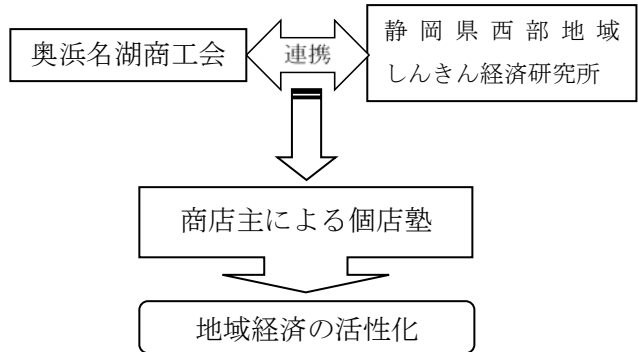 奥浜名湖商工会
連携
静岡県西部地域
しんきん経済研究所
商店主による個店塾
地域経済の活性化